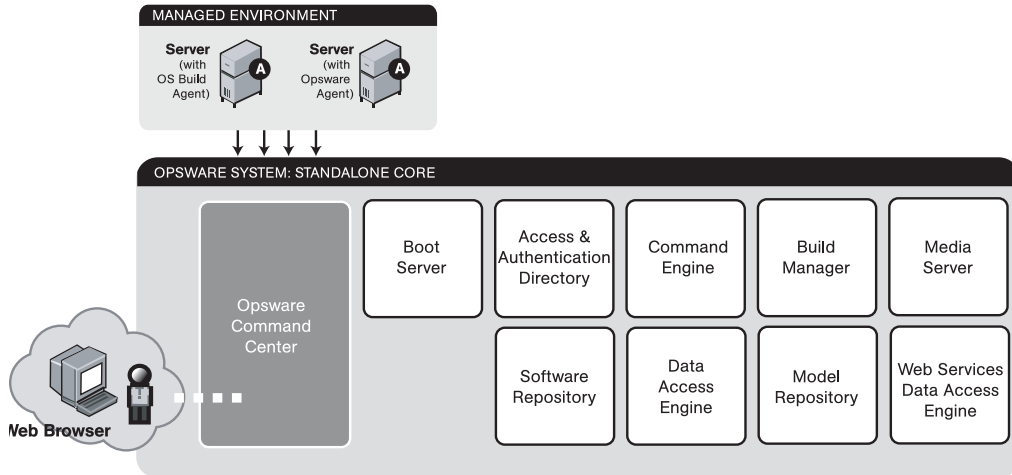 MANAGED ENVIRONMENT
Server
(with
OS Build
Agent)
A
Server
(with
Opsware
Agent)
A
OPSWARE SYSTEM: STANDALONE CORE
Opsware
Command
Center
Boot
Server
Access &
Authentication
Directory
Command
Engine
Build
Manager
Media
Server
Software
Repository
Data
Access
Engine
Model
Repository
Web Services
Data Access
Engine
Web Browser